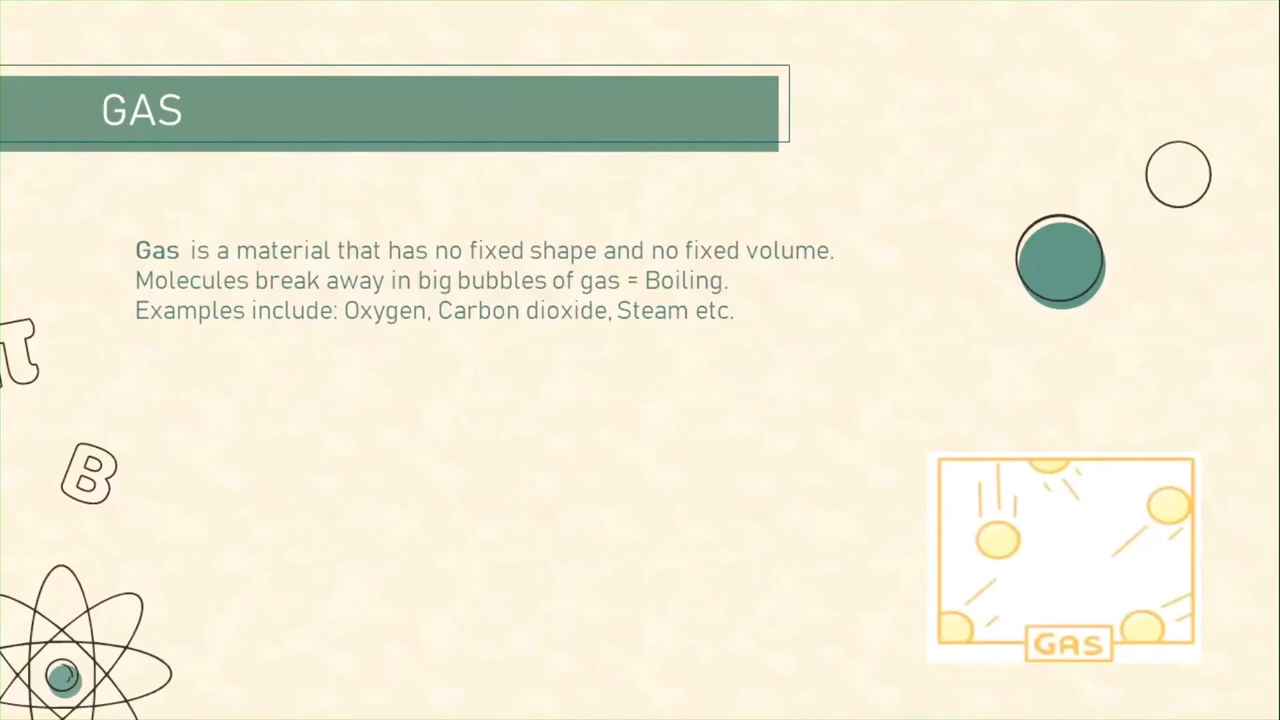 GAS
Gas is a material that has no fixed shape and no fixed volume.
Molecules break away in big bubbles of gas = Boiling.
Examples include: Oxygen, Carbon dioxide, Steam etc.
π
B
GAS